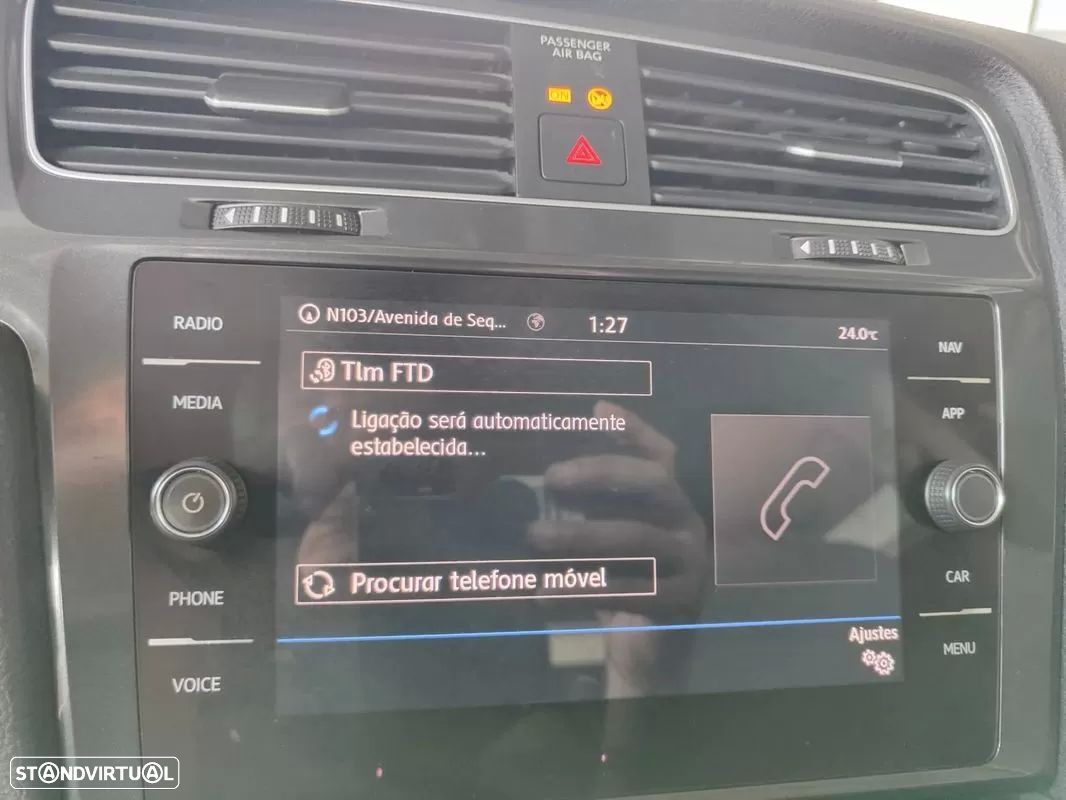 PASSENGER
AIR BAG
ON
RADIO
MEDIA
PHONE
VOICE
N103/Avenida de Seq...
1:27
24.0°C
Tlm FTD
Ligação será automaticamente
estabelecida...
Procurar telefone móvel
Ajustes
NAV
APP
CAR
MENU
STANDVIRTUAL